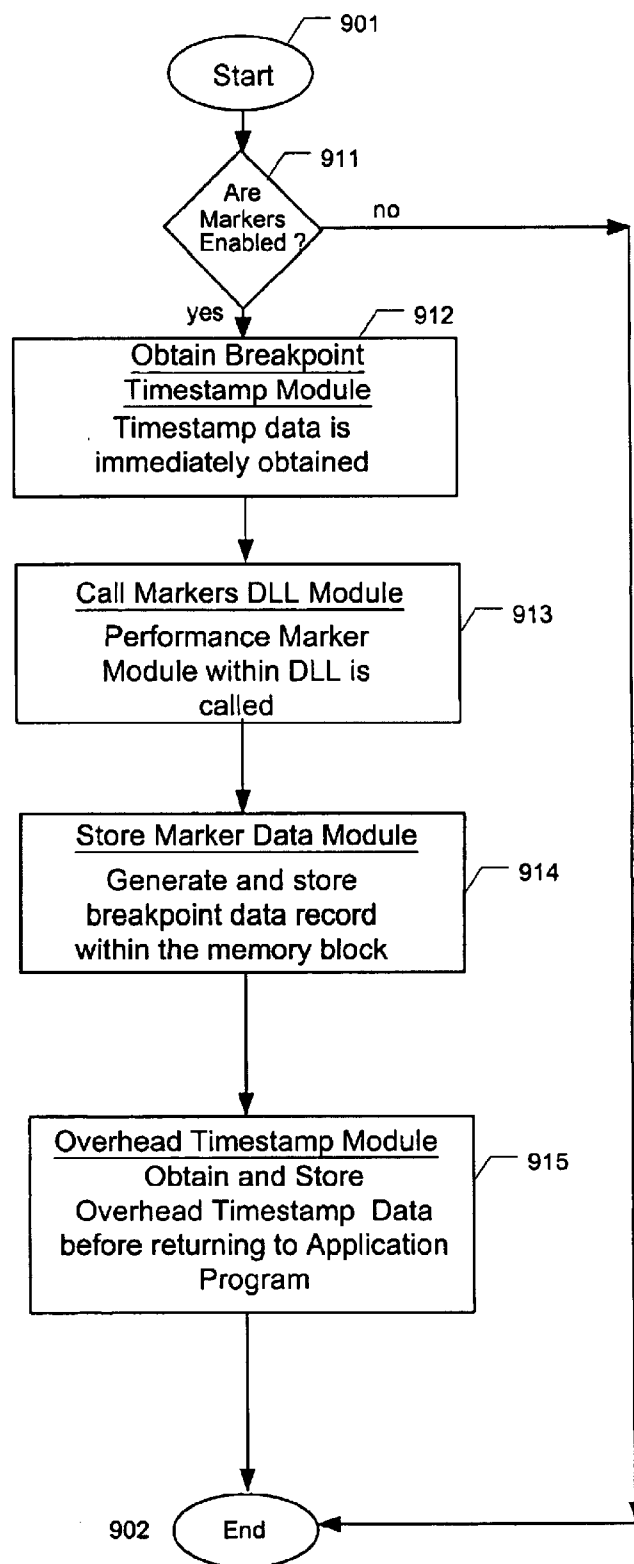 901
Start
911
Are
Markers
Enabled ?
no
yes
912
Obtain Breakpoint
Timestamp Module
Timestamp data is
immediately obtained
Call Markers DLL Module
913
Performance Marker
Module within DLL is
called
Store Marker Data Module
914
Generate and store
breakpoint data record
within the memory block
Overhead Timestamp Module
915
Obtain and Store
Overhead Timestamp Data
before returning to Application
Program
902
End